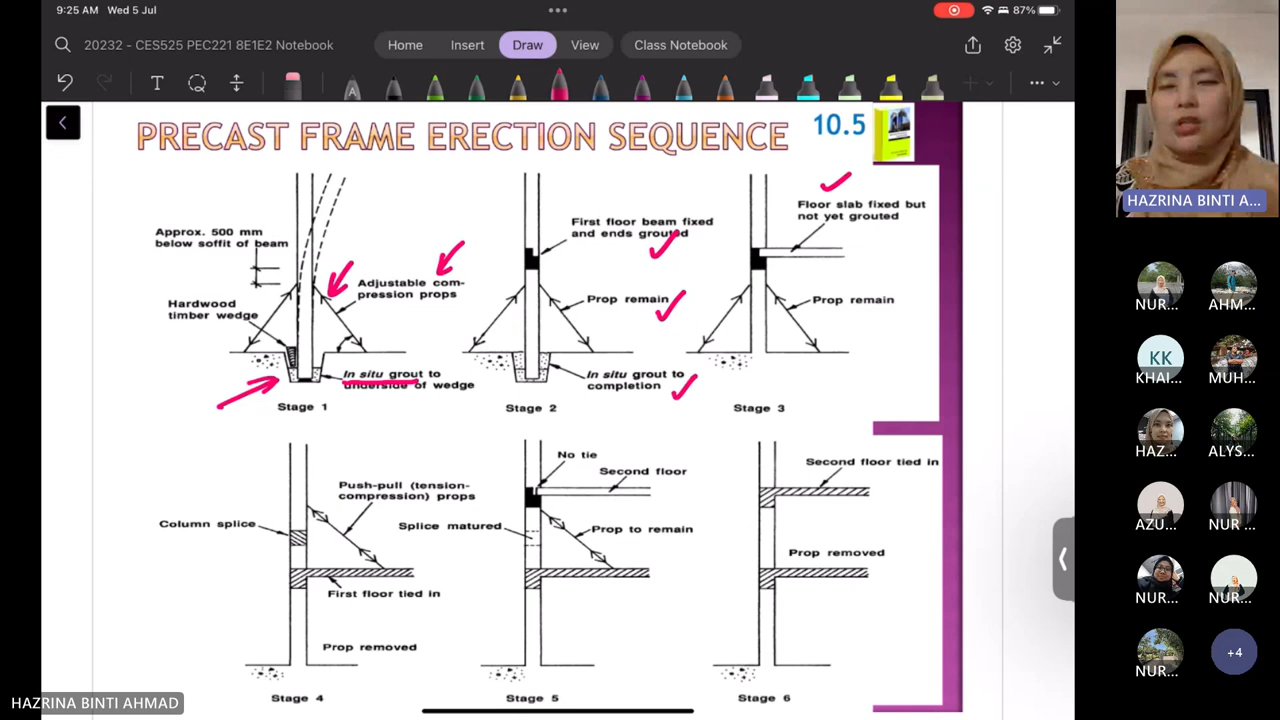 9:25 AM Wed 5 Jul
87%
20232 - CES525 PEC221 8E1E2 Notebook
Home
Insert
Draw
View
Class Notebook
T
A
PRECAST FRAME ERECTION SEQUENCE
10.5
Approx. 500 mm
below soffit of beam
Hardwood
timber wedge
Adjustable com-
pression props
In situ grout to
underside of wedge
Stage 1
First floor beam fixed
and ends grouted
Prop remain
In situ grout to
completion
Stage 2
Floor slab fixed but
not yet grouted
Prop remain
Stage 3
Push-pull (tension-
compression) props
Column splice
First floor tied in
Prop removed
Stage 4
No tie
Second floor
Splice matured
Prop to remain
Stage 5
Second floor tied in
Prop removed
Stage 6
HAZRINA BINTI AHMAD
HAZRINA BINTI A...
NUR...
AHM...
KK
KHAI...
MUH...
HAZ...
ALYS...
AZU...
NUR ...
NUR...
NUR...
NUR...
+4